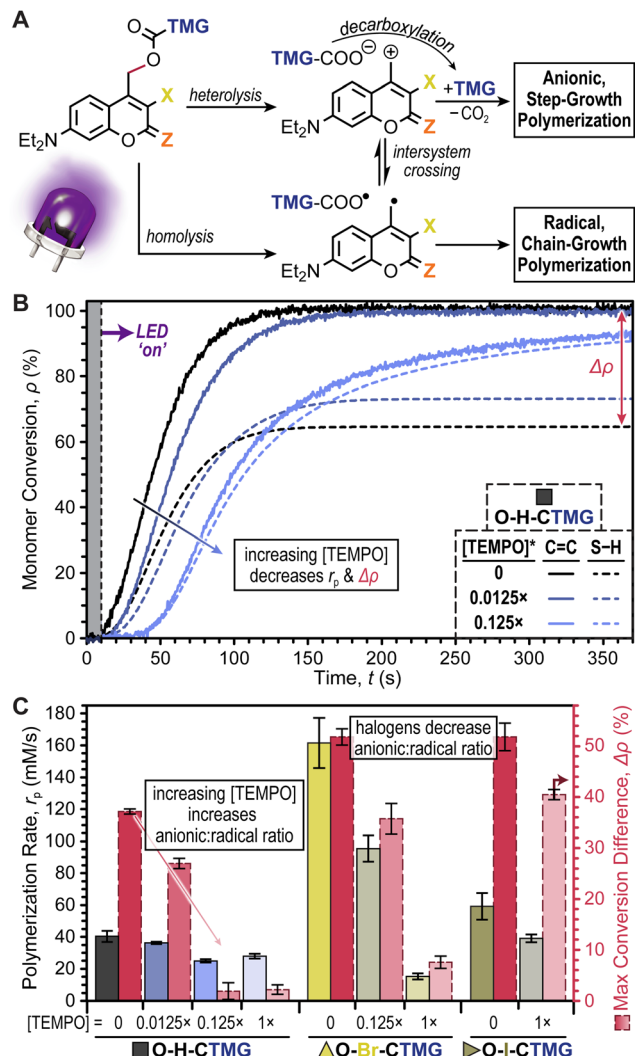 A
O
C
TMG
O
X
Et₂N
O
Z
heterolysis
decarboxylation
TMG-COO⊖
⊕
X
Et₂N
O
Z
+TMG
−CO₂
Anionic,
Step-Growth
Polymerization
intersystem
crossing
homolysis
TMG-COO•
•
X
Et₂N
O
Z
Radical,
Chain-Growth
Polymerization
B
Monomer Conversion, ρ (%)
100
80
60
40
20
0
LED
‘on’
Δρ
increasing [TEMPO]
decreases rₚ & Δρ
O-H-CTMG
[TEMPO]* C=C S−H
0
0.0125×
0.125×
0 50 100 150 200 250 300 350
Time, t (s)
C
Polymerization Rate, rₚ (mM/s)
180
160
140
120
100
80
60
40
20
0
increasing [TEMPO]
increases
anionic:radical ratio
halogens decrease
anionic:radical ratio
50
40
30
20
10
0
Max Conversion Difference, Δρ (%)
[TEMPO] = 0 0.0125× 0.125× 1× 0 0.125× 1× 0 1×
O-H-CTMG O-Br-CTMG O-I-CTMG